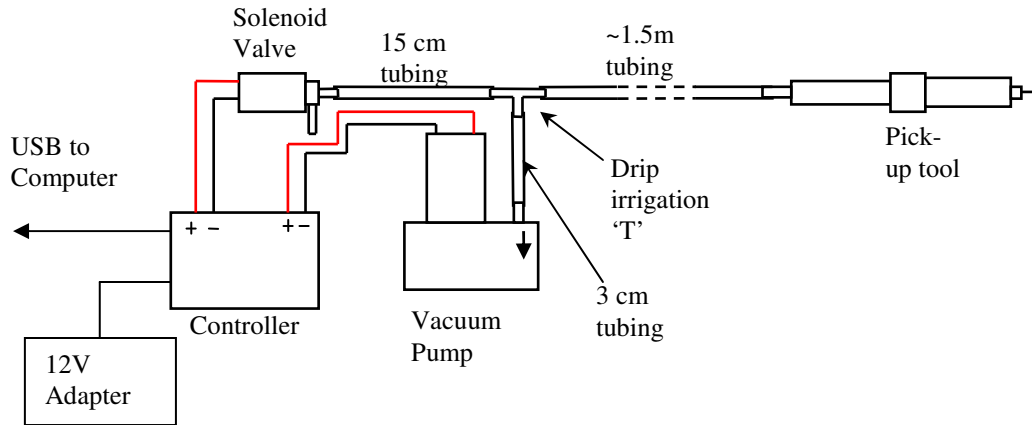 Solenoid
Valve
15 cm
tubing
~1.5m
tubing
Pick-
up tool
USB to
Computer
Drip
irrigation
‘T’
+ −
+−
3 cm
tubing
Controller
Vacuum
Pump
12V
Adapter